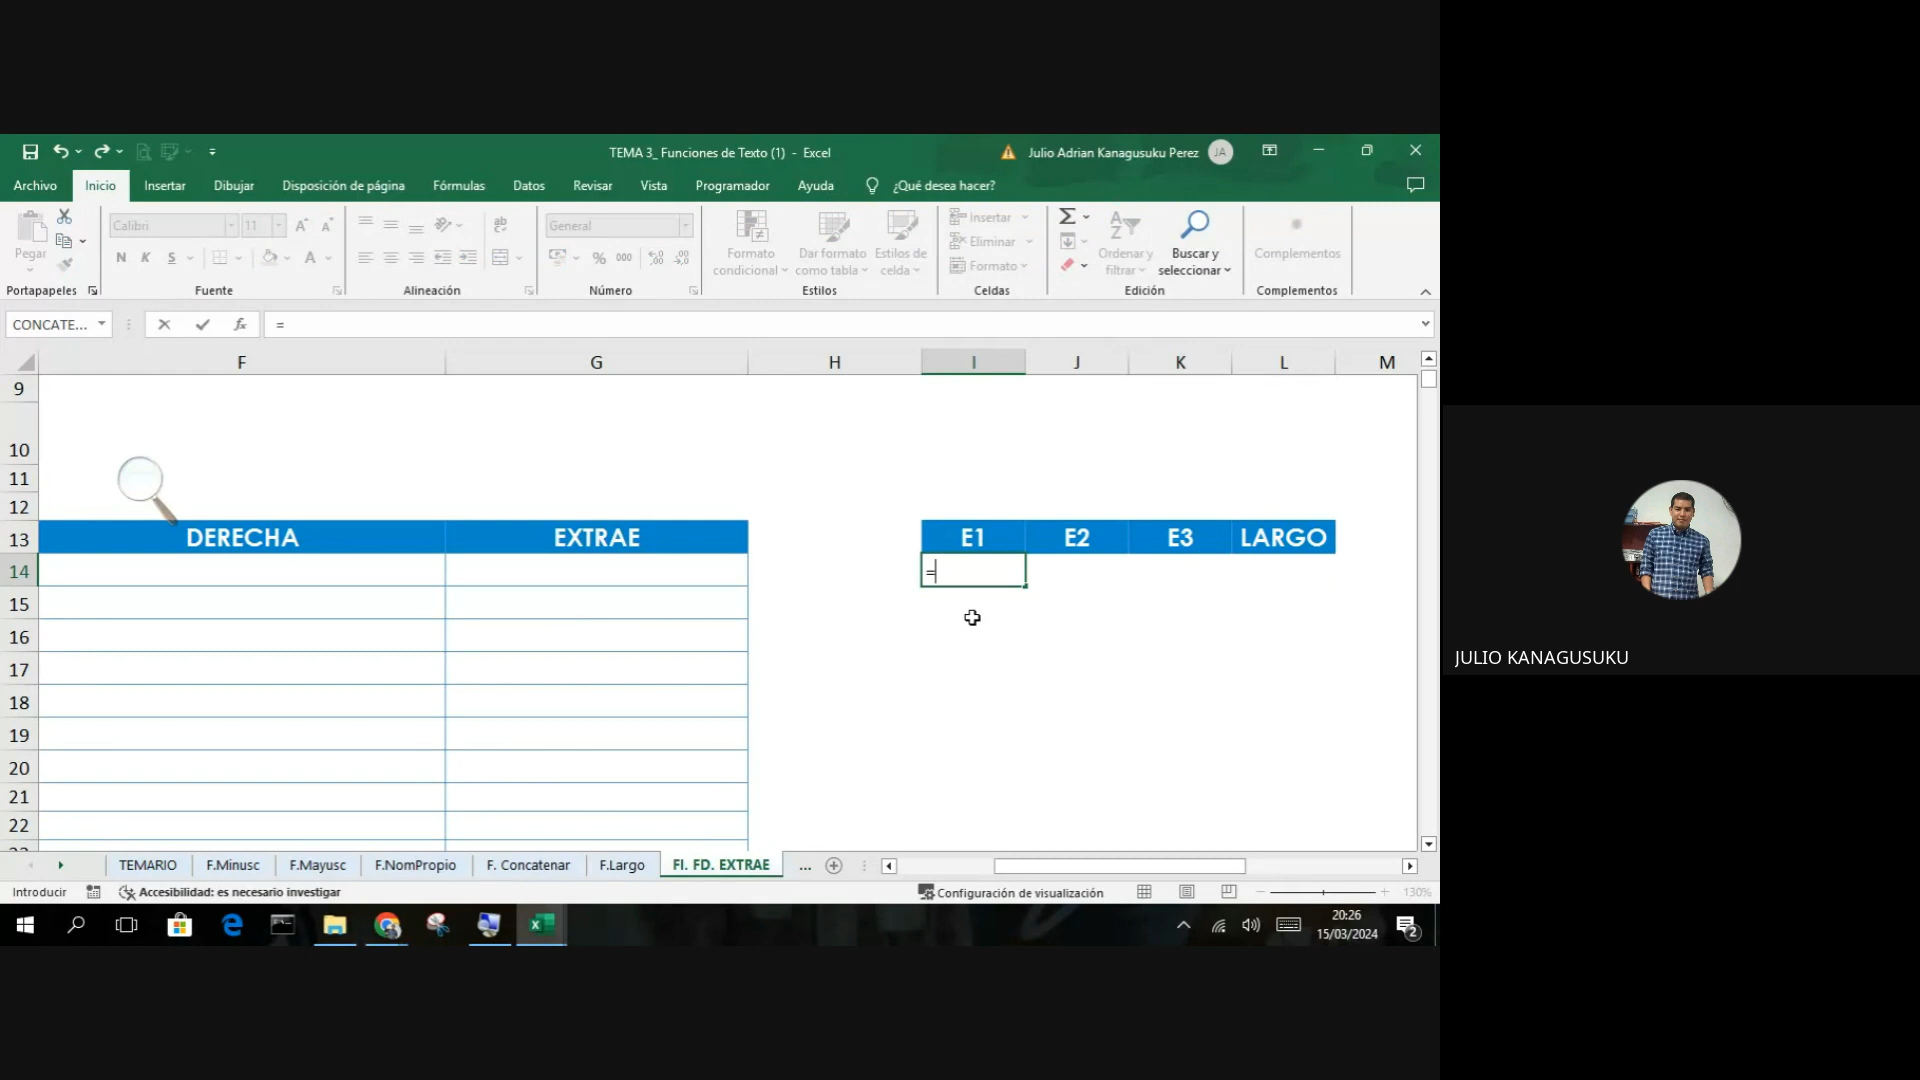 TEMA 3_ Funciones de Texto (1) - Excel
Julio Adrian Kanagusuku Perez
JA
Archivo Inicio Insertar Dibujar Disposición de página Fórmulas Datos Revisar Vista Programador Ayuda ¿Qué desea hacer?
Pegar
Portapapeles
Calibri 11
N K S
Fuente
ab
Alineación
General
% 000
Número
Formato condicional
Dar formato como tabla
Estilos de celda
Estilos
Insertar
Eliminar
Formato
Celdas
Ordenar y filtrar
Buscar y seleccionar
Edición
Complementos
Complementos
CONCATE... fx =
F G H I J K L M
9
10
11
12
13 DERECHA EXTRAE E1 E2 E3 LARGO
14 =
15
16
17
18
19
20
21
22
TEMARIO F.Minusc F.Mayusc F.NomPropio F. Concatenar F.Largo FI. FD. EXTRAE ...
Introducir Accesibilidad: es necesario investigar Configuración de visualización 130%
20:26
15/03/2024
2
JULIO KANAGUSUKU